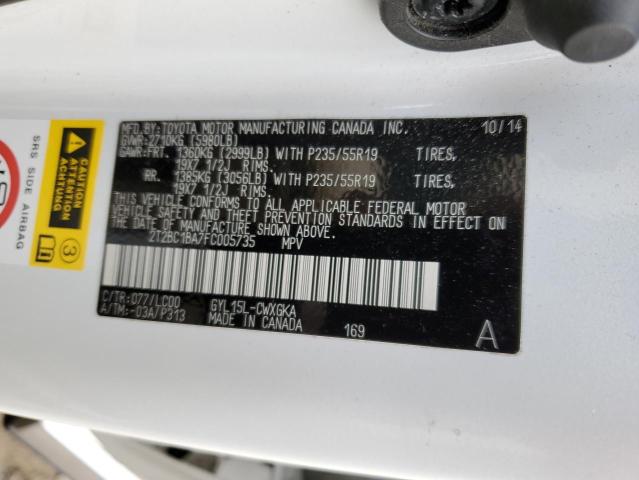 MFD.BY:TOYOTA MOTOR MANUFACTURING CANADA INC. 10/14
GVWR:2710KG (5980LB)
GAWR:FRT. 1360KG (2999LB) WITH P235/55R19 TIRES,
19X7 1/2J RIMS.
RR. 1385KG (3056LB) WITH P235/55R19 TIRES,
19X7 1/2J RIMS.
THIS VEHICLE CONFORMS TO ALL APPLICABLE FEDERAL MOTOR
VEHICLE SAFETY AND THEFT PREVENTION STANDARDS IN EFFECT ON
THE DATE OF MANUFACTURE SHOWN ABOVE.
2T2BC1BA7FC005735 MPV
C/TR:077/LC00 GYL15L-CWXGKA
A/TM:-03A/P313 MADE IN CANADA 169 A
SRS SIDE AIRBAG
CAUTION
ATTENTION
ACHTUNG
3